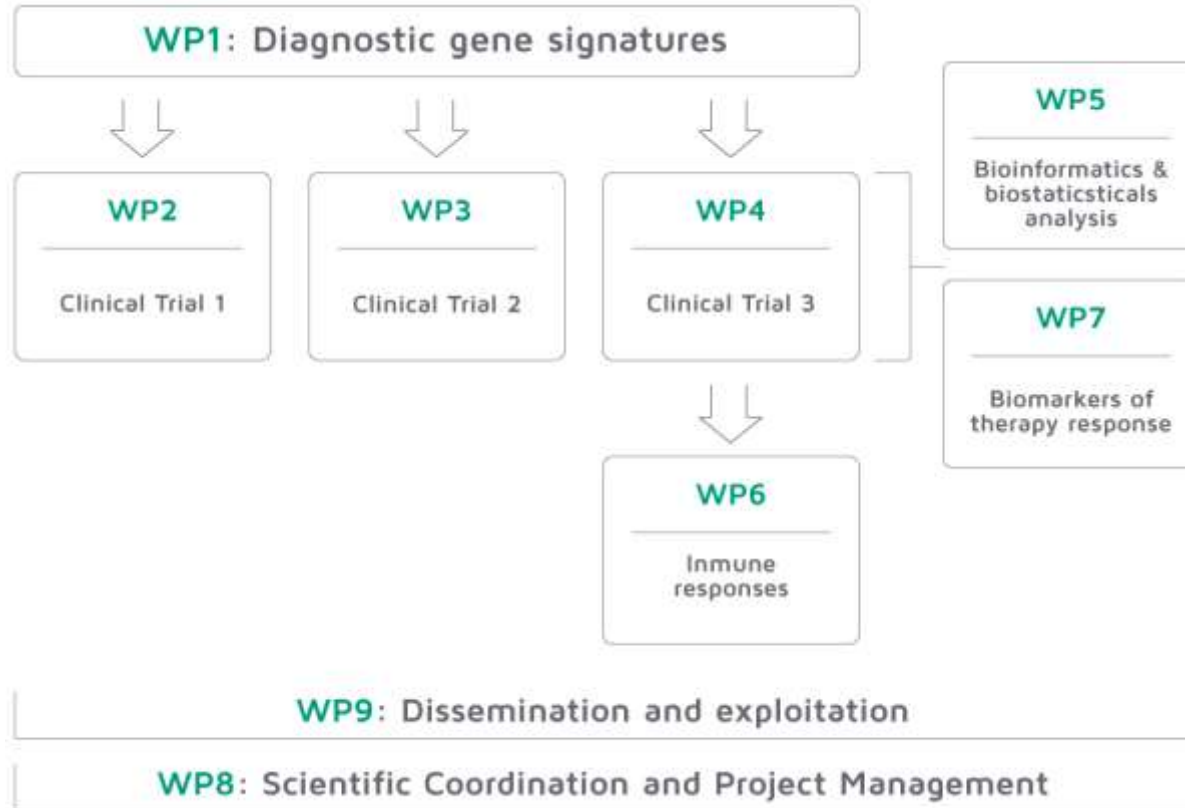 WP1: Diagnostic gene signatures
WP2
Clinical Trial 1
WP3
Clinical Trial 2
WP4
Clinical Trial 3
WP5
Bioinformatics &
biostaticsticals
analysis
WP7
Biomarkers of
therapy response
WP6
Inmune
responses
WP9: Dissemination and exploitation
WP8: Scientific Coordination and Project Management